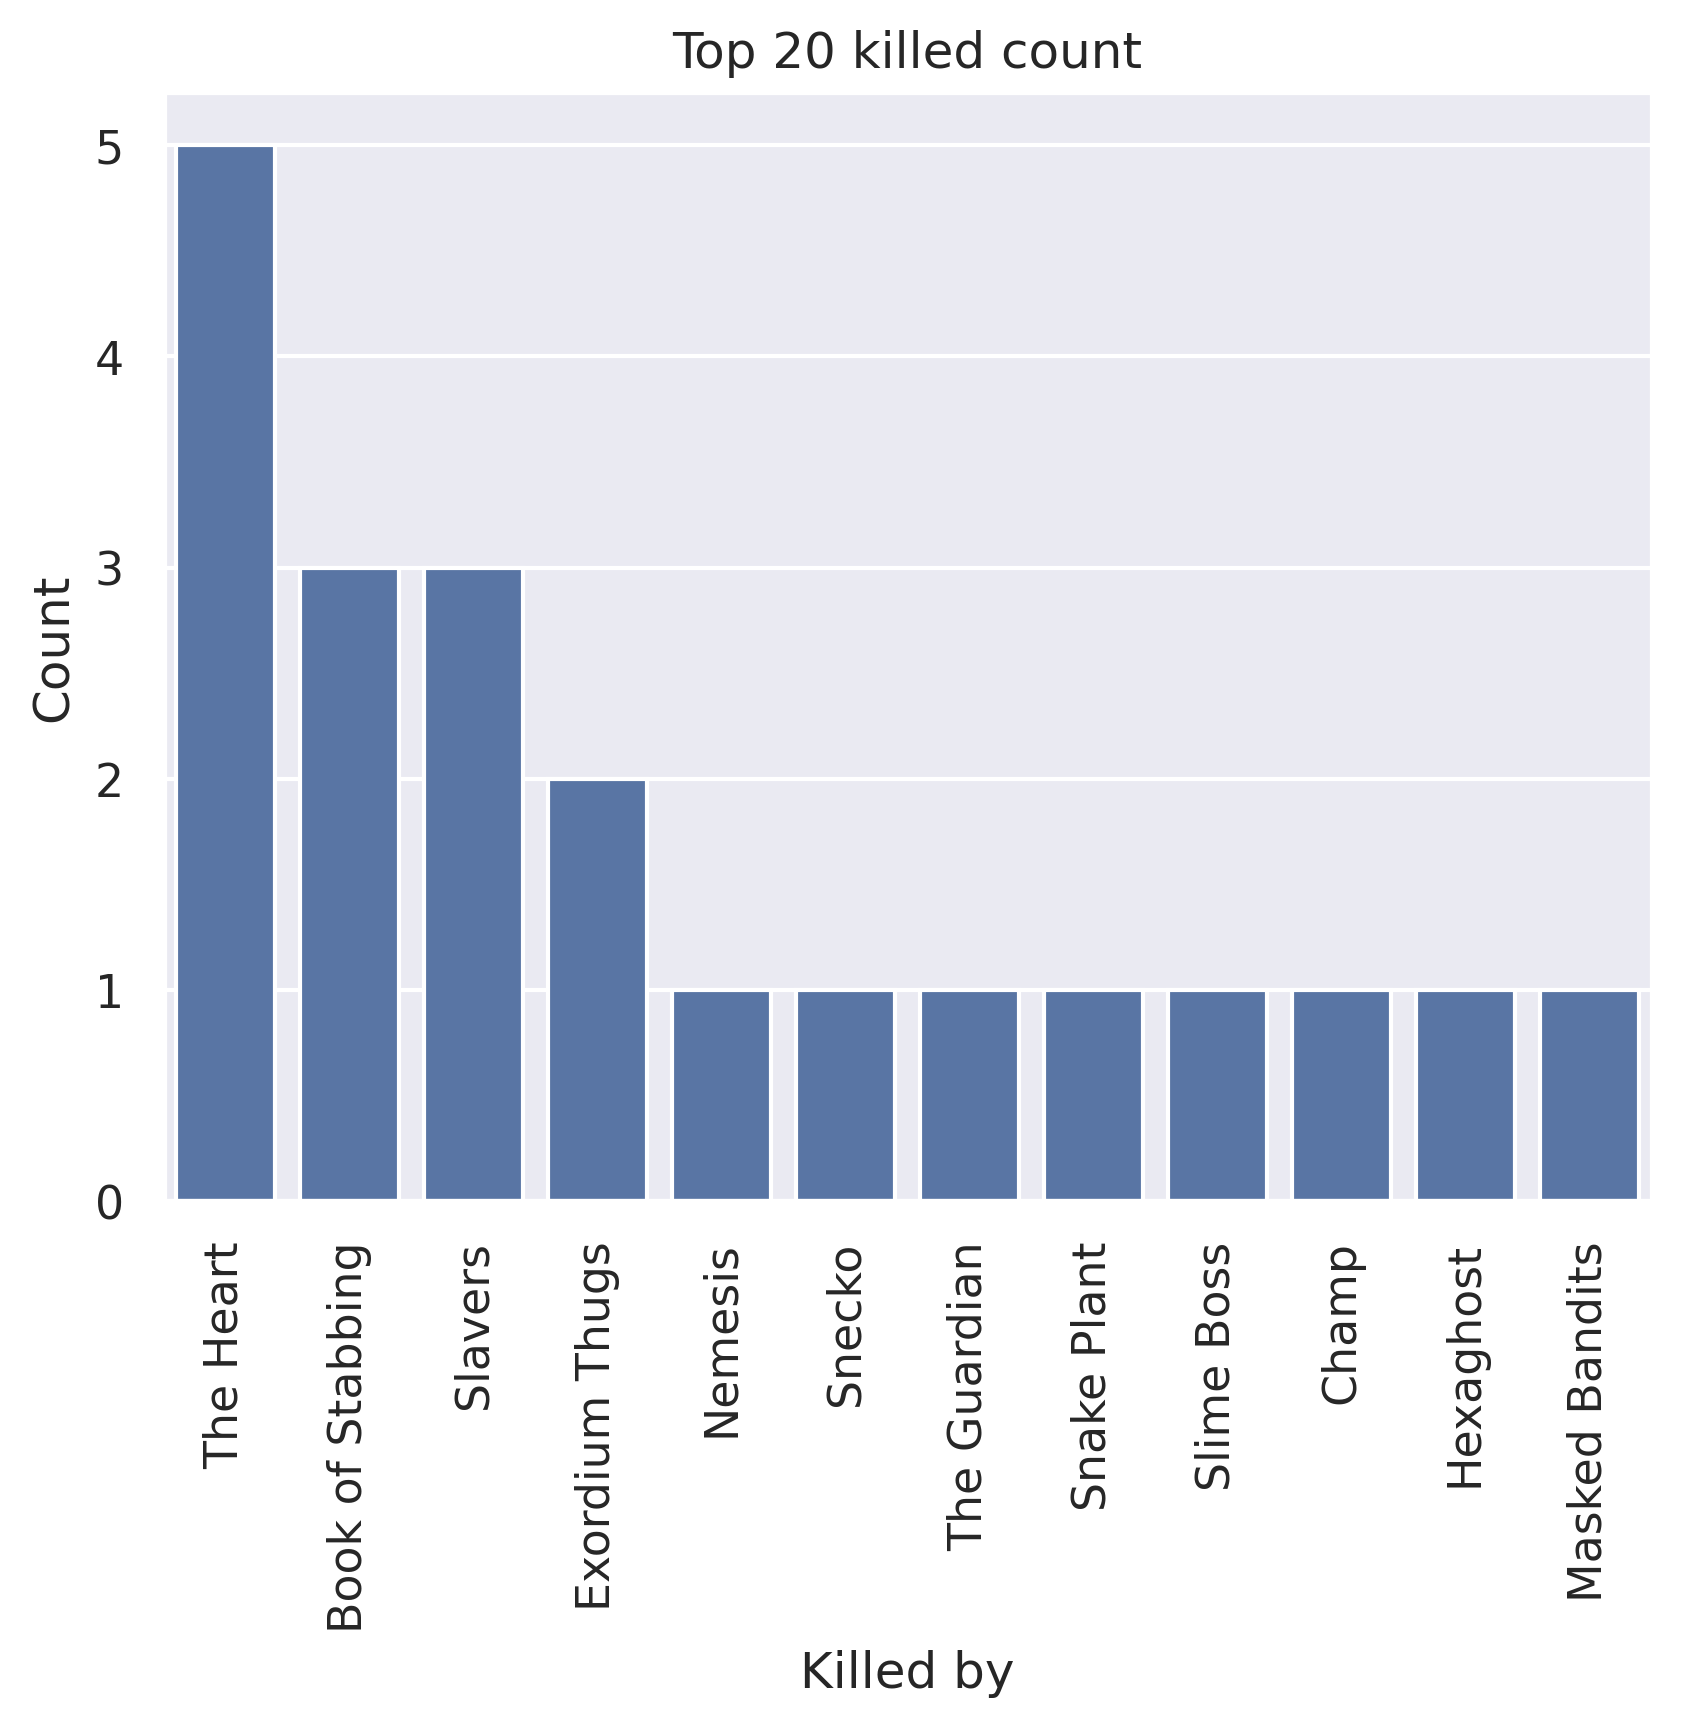 Top 20 killed count
Count
5
4
3
2
1
0
The Heart
Book of Stabbing
Slavers
Exordium Thugs
Nemesis
Snecko
The Guardian
Snake Plant
Slime Boss
Champ
Hexaghost
Masked Bandits
Killed by